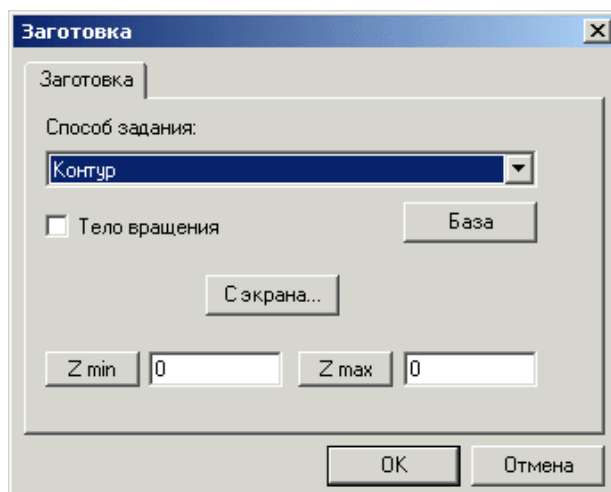 Заготовка
Заготовка
Способ задания:
Контур
Тело вращения База
С экрана...
Z min 0 Z max 0
OK Отмена